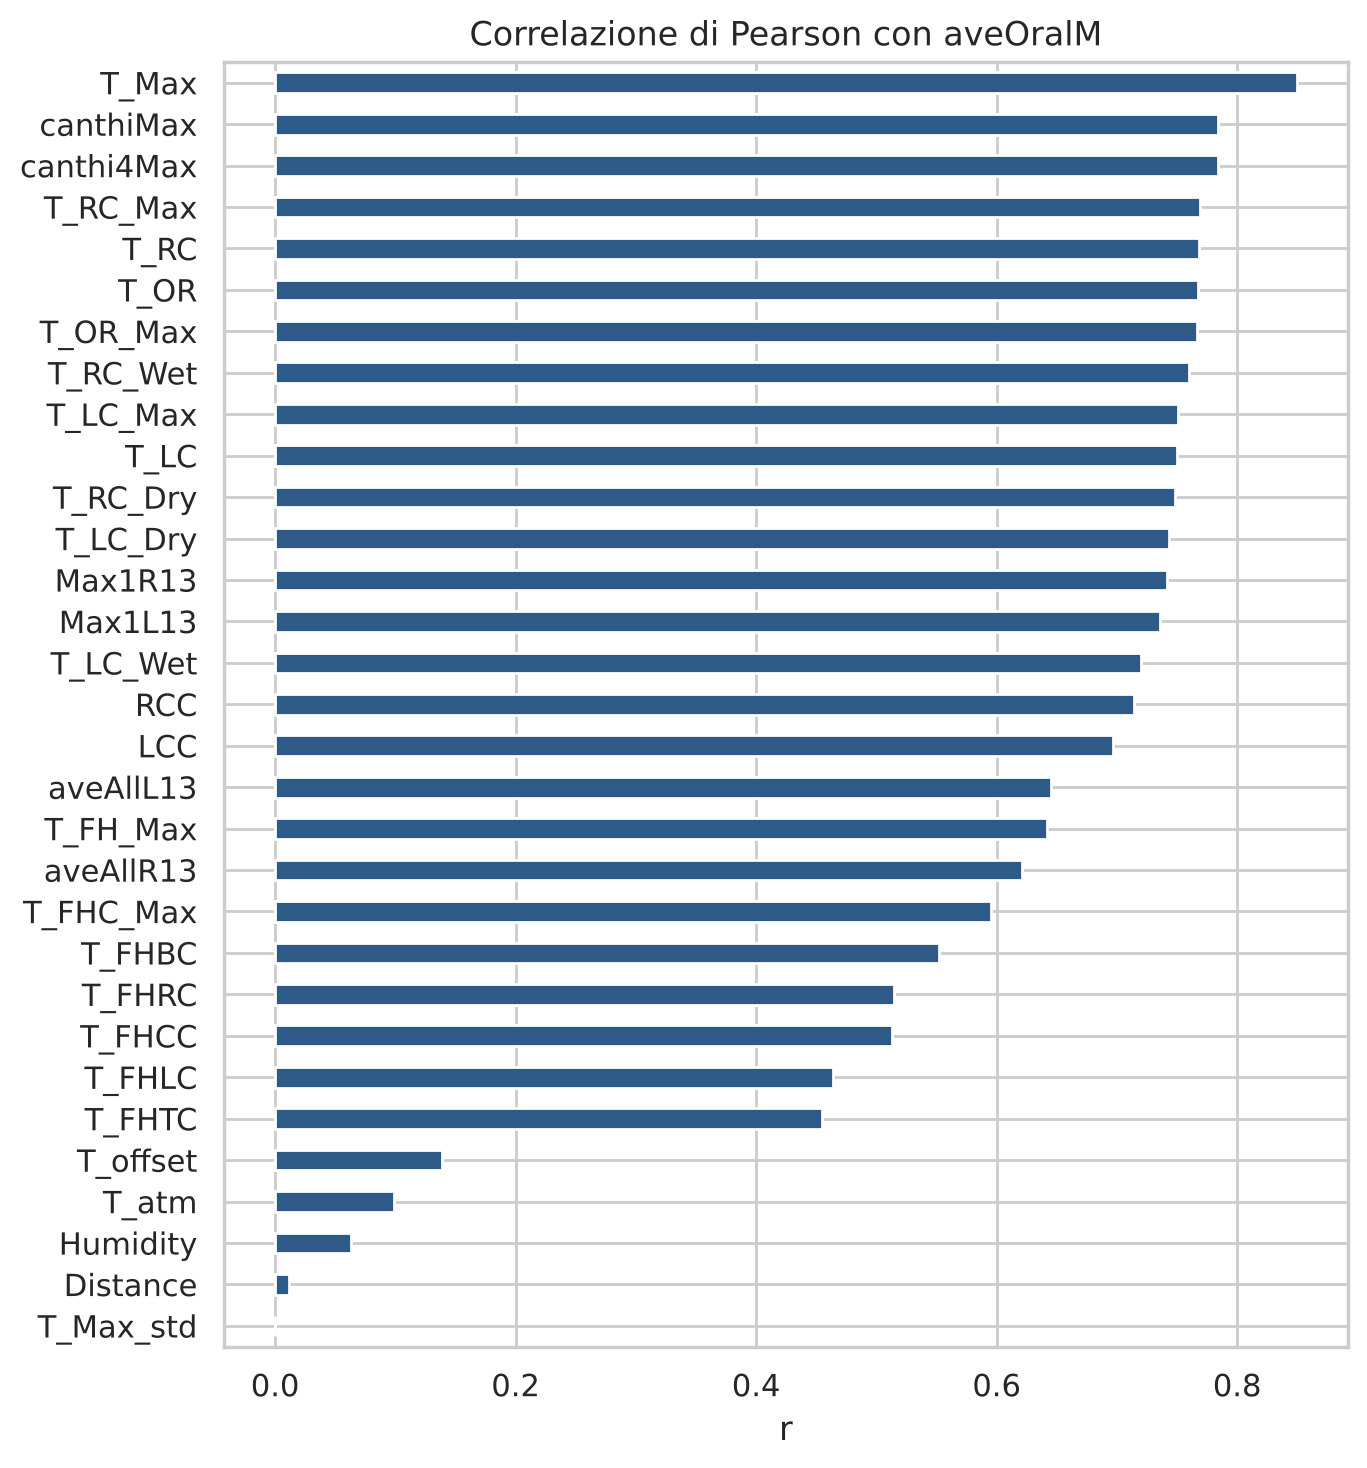 Correlazione di Pearson con aveOralM
T_Max
canthiMax
canthi4Max
T_RC_Max
T_RC
T_OR
T_OR_Max
T_RC_Wet
T_LC_Max
T_LC
T_RC_Dry
T_LC_Dry
Max1R13
Max1L13
T_LC_Wet
RCC
LCC
aveAllL13
T_FH_Max
aveAllR13
T_FHC_Max
T_FHBC
T_FHRC
T_FHCC
T_FHLC
T_FHTC
T_offset
T_atm
Humidity
Distance
T_Max_std
0.0 0.2 0.4 0.6 0.8
r